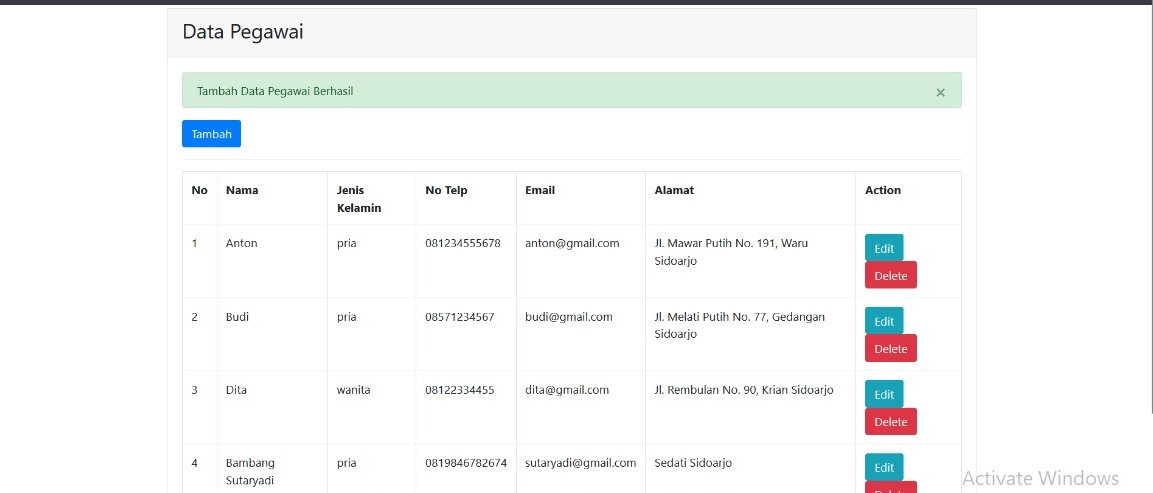 Data Pegawai
Tambah Data Pegawai Berhasil ×
Tambah
No Nama Jenis Kelamin No Telp Email Alamat Action
1 Anton pria 081234555678 anton@gmail.com Jl. Mawar Putih No. 191, Waru Sidoarjo Edit Delete
2 Budi pria 08571234567 budi@gmail.com Jl. Melati Putih No. 77, Gedangan Sidoarjo Edit Delete
3 Dita wanita 08122334455 dita@gmail.com Jl. Rembulan No. 90, Krian Sidoarjo Edit Delete
4 Bambang Sutaryadi pria 0819846782674 sutaryadi@gmail.com Sedati Sidoarjo Edit
Activate Windows